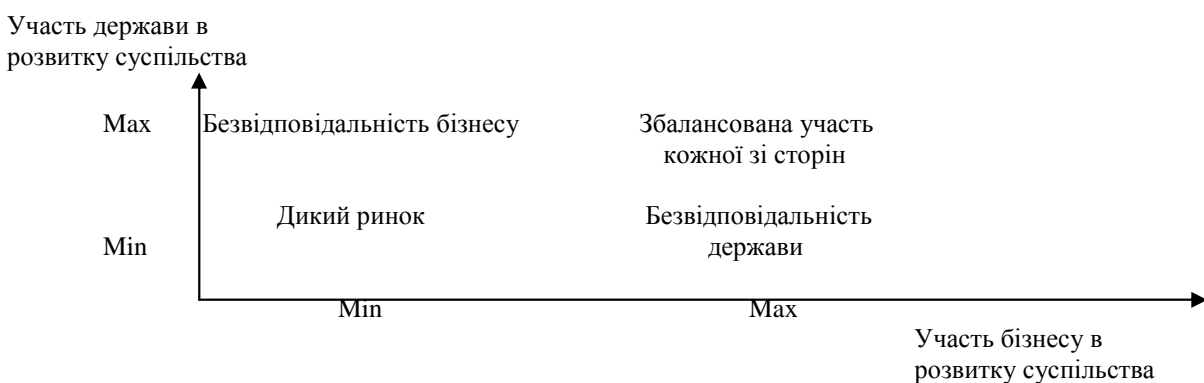 Участь держави в
розвитку суспільства
Max Безвідповідальність бізнесу Збалансована участь
кожної зі сторін
Дикий ринок Безвідповідальність
Min держави
Min Max
Участь бізнесу в
розвитку суспільства